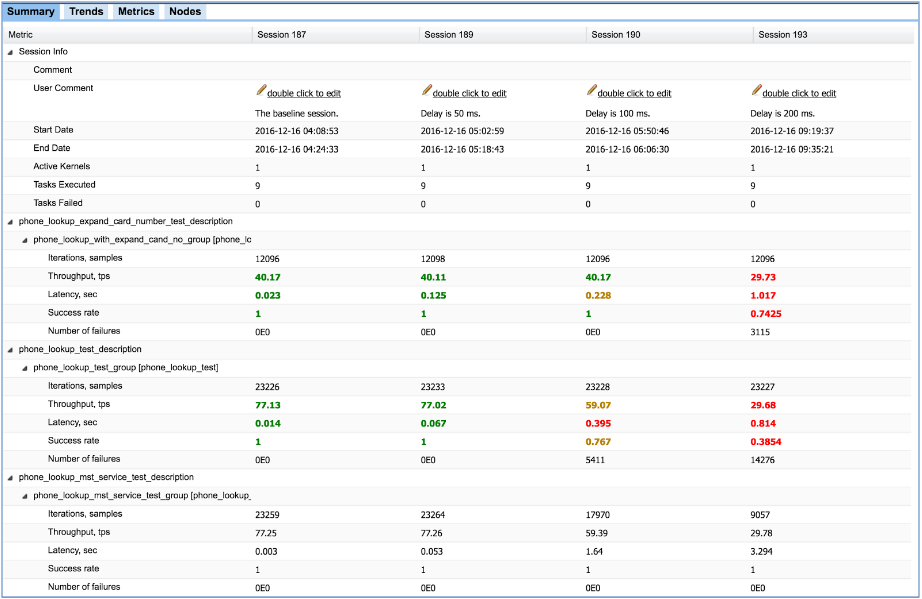 Summary Trends Metrics Nodes
Metric Session 187 Session 189 Session 190 Session 193
Session Info
Comment
User Comment double click to edit double click to edit double click to edit double click to edit
The baseline session. Delay is 50 ms. Delay is 100 ms. Delay is 200 ms.
Start Date 2016-12-16 04:08:53 2016-12-16 05:02:59 2016-12-16 05:50:46 2016-12-16 09:19:37
End Date 2016-12-16 04:24:33 2016-12-16 05:18:43 2016-12-16 06:06:30 2016-12-16 09:35:21
Active Kernels 1 1 1 1
Tasks Executed 9 9 9 9
Tasks Failed 0 0 0 0
phone_lookup_expand_card_number_test_description
phone_lookup_with_expand_cand_no_group [phone_lc
Iterations, samples 12096 12098 12096 12096
Throughput, tps 40.17 40.11 40.17 29.73
Latency, sec 0.023 0.125 0.228 1.017
Success rate 1 1 1 0.7425
Number of failures 0E0 0E0 0E0 3115
phone_lookup_test_description
phone_lookup_test_group [phone_lookup_test]
Iterations, samples 23226 23233 23228 23227
Throughput, tps 77.13 77.02 59.07 29.68
Latency, sec 0.014 0.067 0.395 0.814
Success rate 1 1 0.767 0.3854
Number of failures 0E0 0E0 5411 14276
phone_lookup_mst_service_test_description
phone_lookup_mst_service_test_group [phone_lookup_
Iterations, samples 23259 23264 17970 9057
Throughput, tps 77.25 77.26 59.39 29.78
Latency, sec 0.003 0.053 1.64 3.294
Success rate 1 1 1 1
Number of failures 0E0 0E0 0E0 0E0